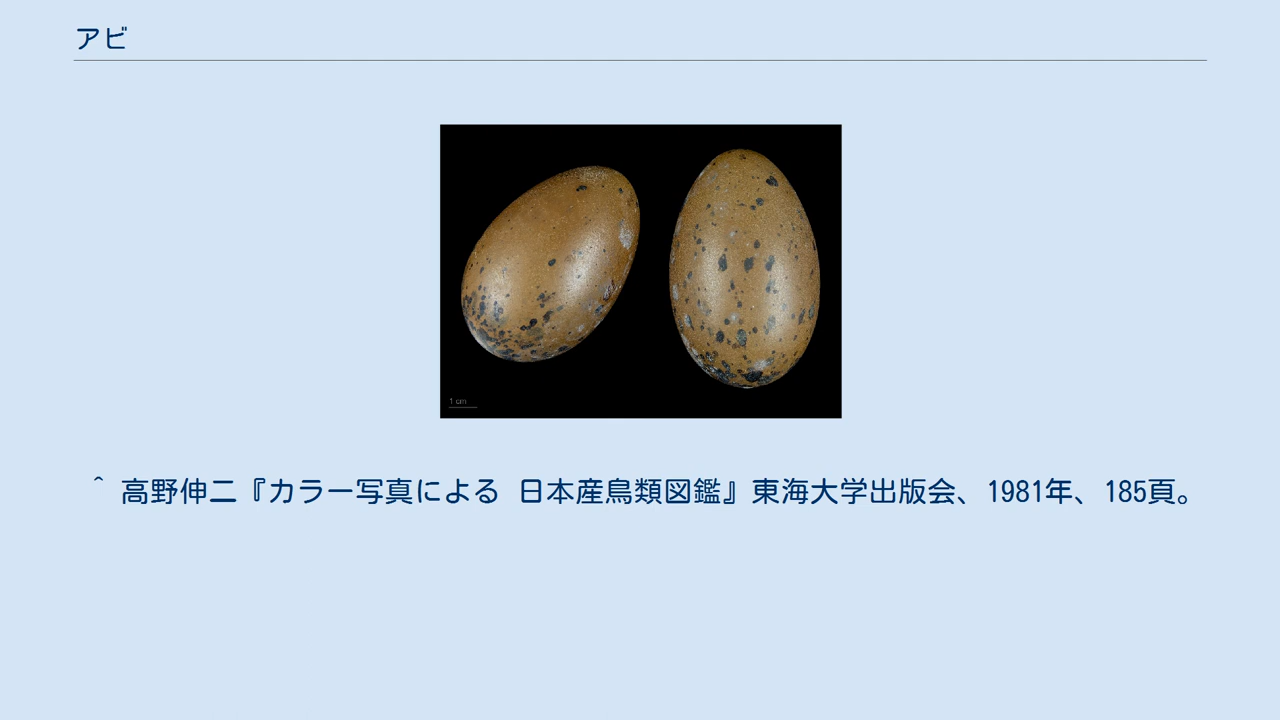 アビ
1 cm
^ 高野伸二『カラー写真による 日本産鳥類図鑑』東海大学出版会、1981年、185頁。